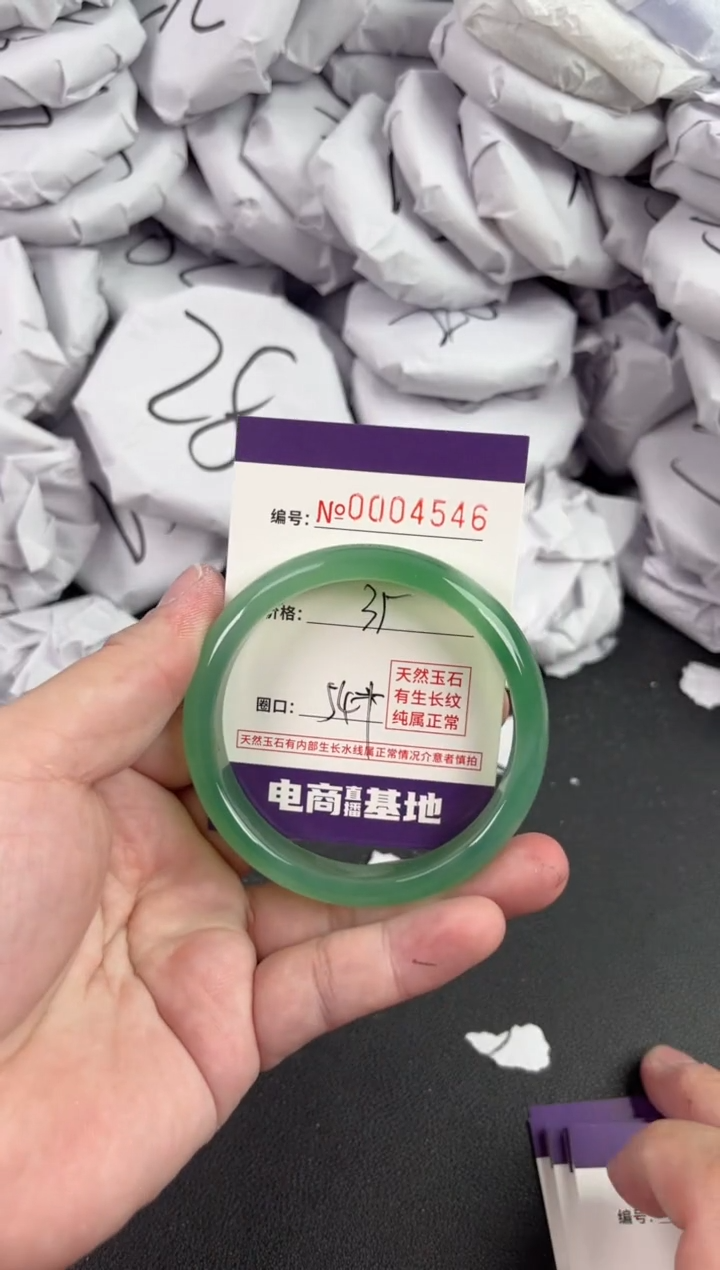 28
编号: №0004546
价格: 35
圈口: 54
天然玉石
有生长纹
纯属正常
天然玉石有内部生长水线属正常情况介意者慎拍
电商直播基地
编号: